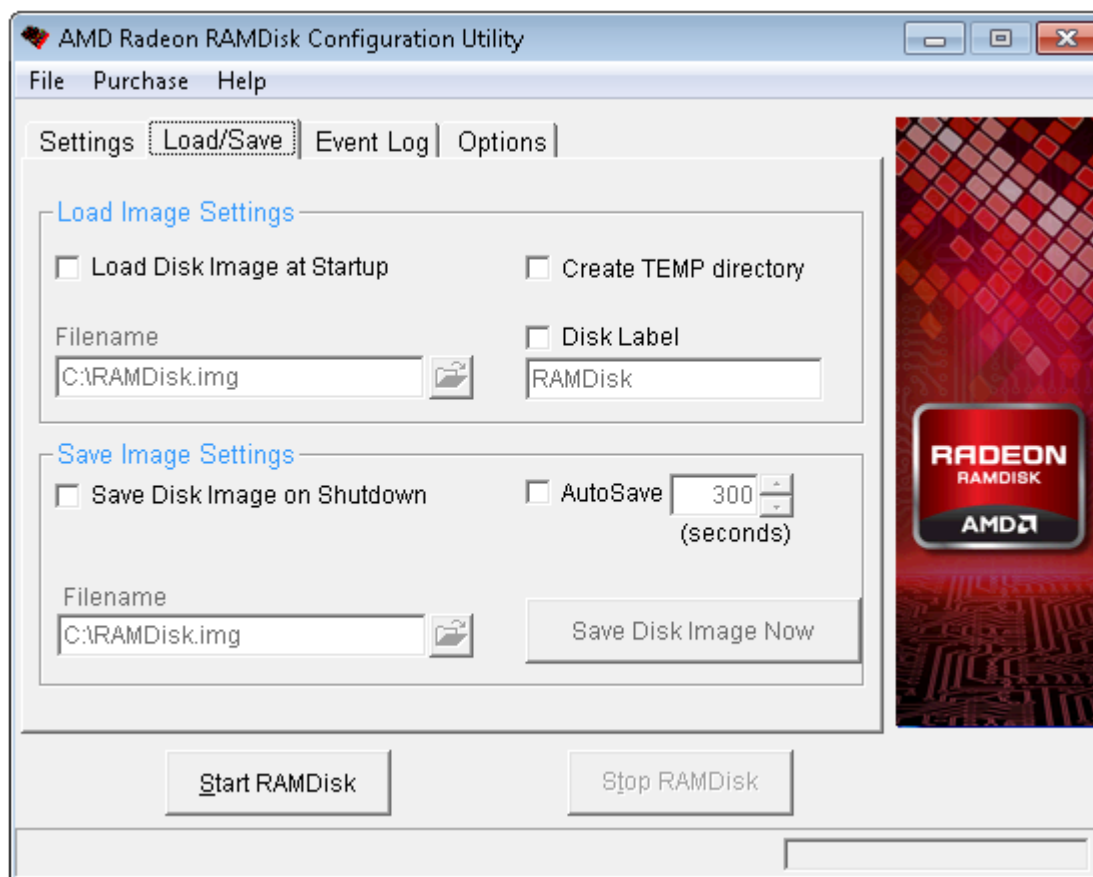 AMD Radeon RAMDisk Configuration Utility
File Purchase Help
Settings Load/Save Event Log Options
Load Image Settings
Load Disk Image at Startup
Create TEMP directory
Filename
Disk Label
C:\RAMDisk.img
RAMDisk
Save Image Settings
Save Disk Image on Shutdown
AutoSave 300
(seconds)
Filename
C:\RAMDisk.img
Save Disk Image Now
RADEON
RAMDISK
AMD
Start RAMDisk
Stop RAMDisk